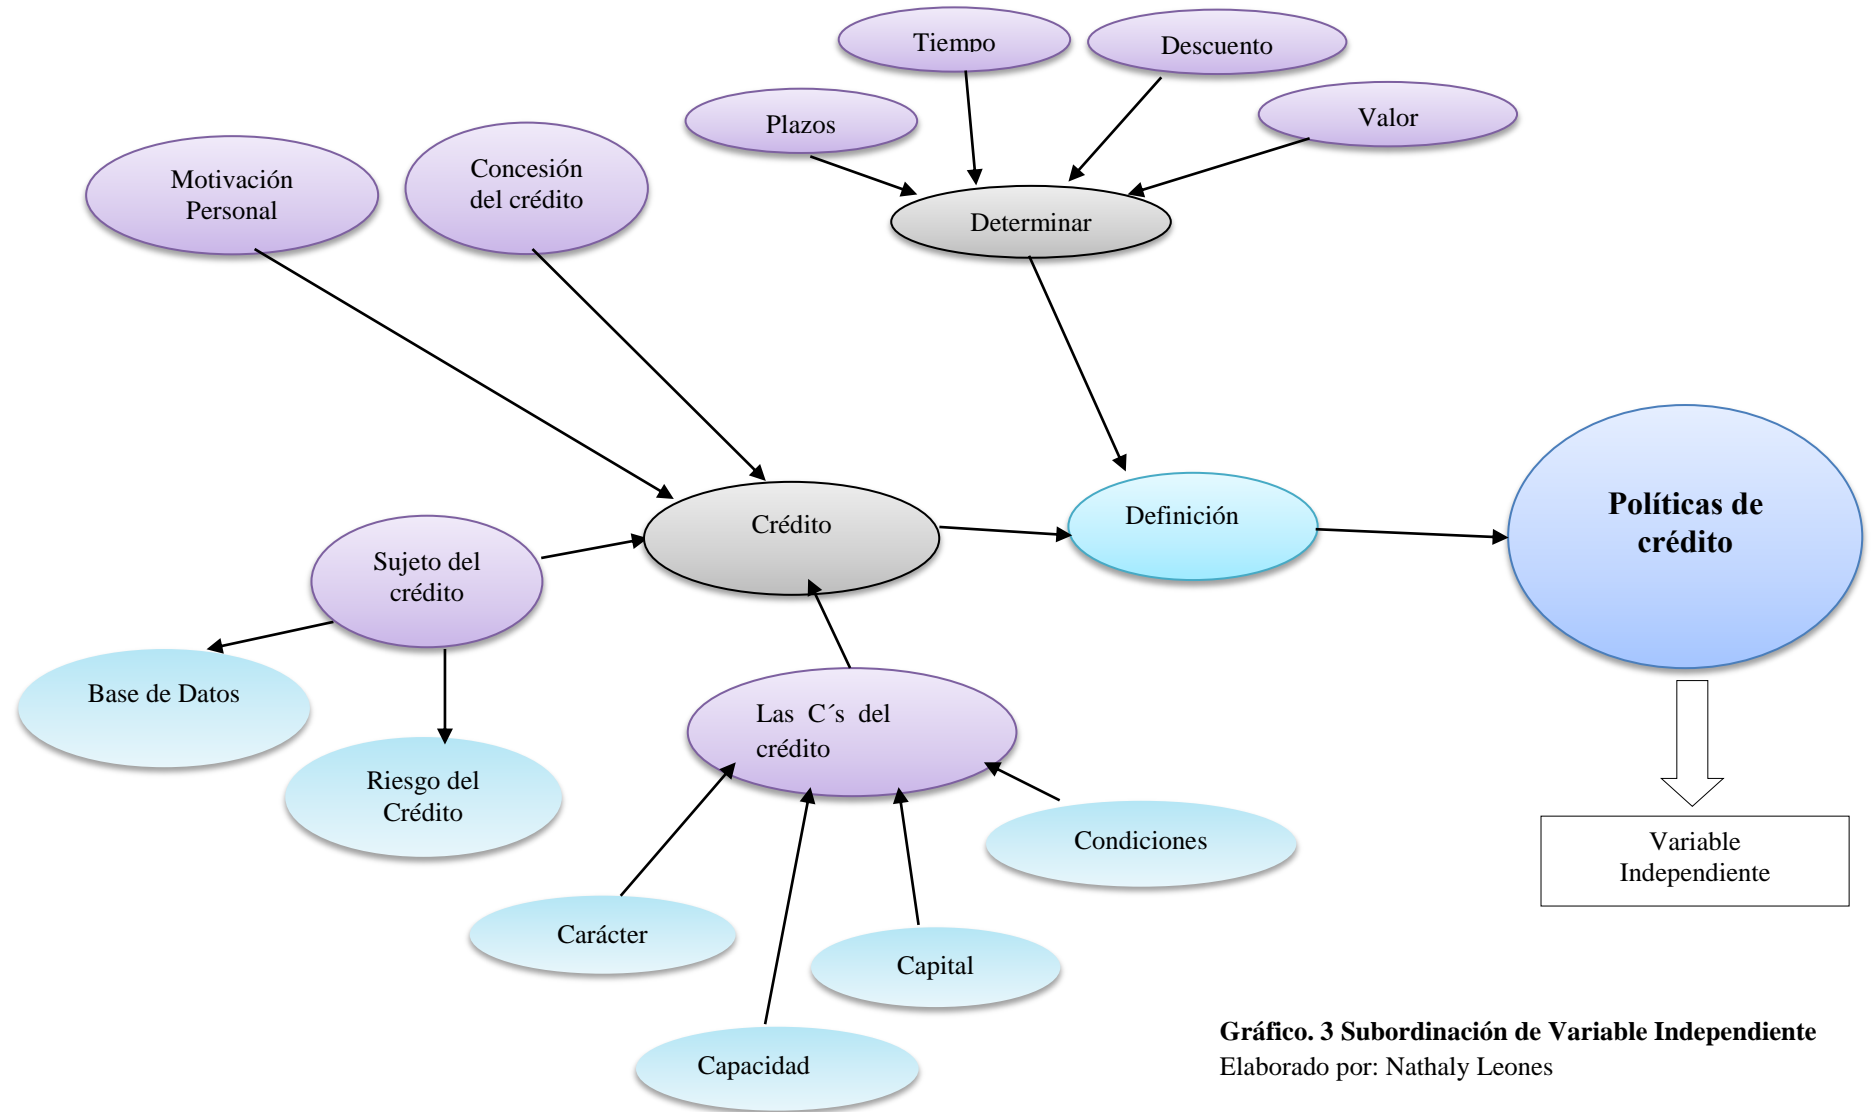 Tiempo
Descuento
Plazos
Valor
Motivación
Personal
Concesión
del crédito
Determinar
Crédito
Definición
Políticas de
crédito
Sujeto del
crédito
Base de Datos
Riesgo del
Crédito
Las C´s del
crédito
Condiciones
Variable
Independiente
Carácter
Capital
Capacidad
Gráfico. 3 Subordinación de Variable Independiente
Elaborado por: Nathaly Leones